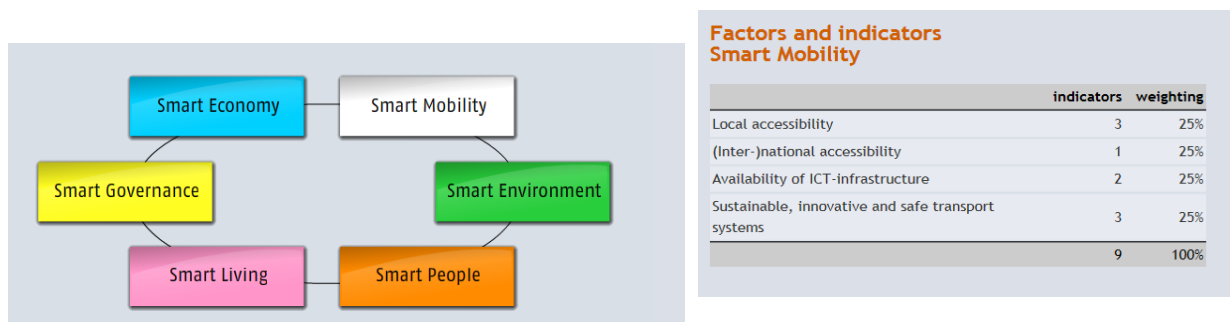 Smart Economy
Smart Mobility
Smart Governance
Smart Environment
Smart Living
Smart People
Factors and indicators
Smart Mobility
indicators weighting
Local accessibility 3 25%
(Inter-)national accessibility 1 25%
Availability of ICT-infrastructure 2 25%
Sustainable, innovative and safe transport
systems 3 25%
9 100%